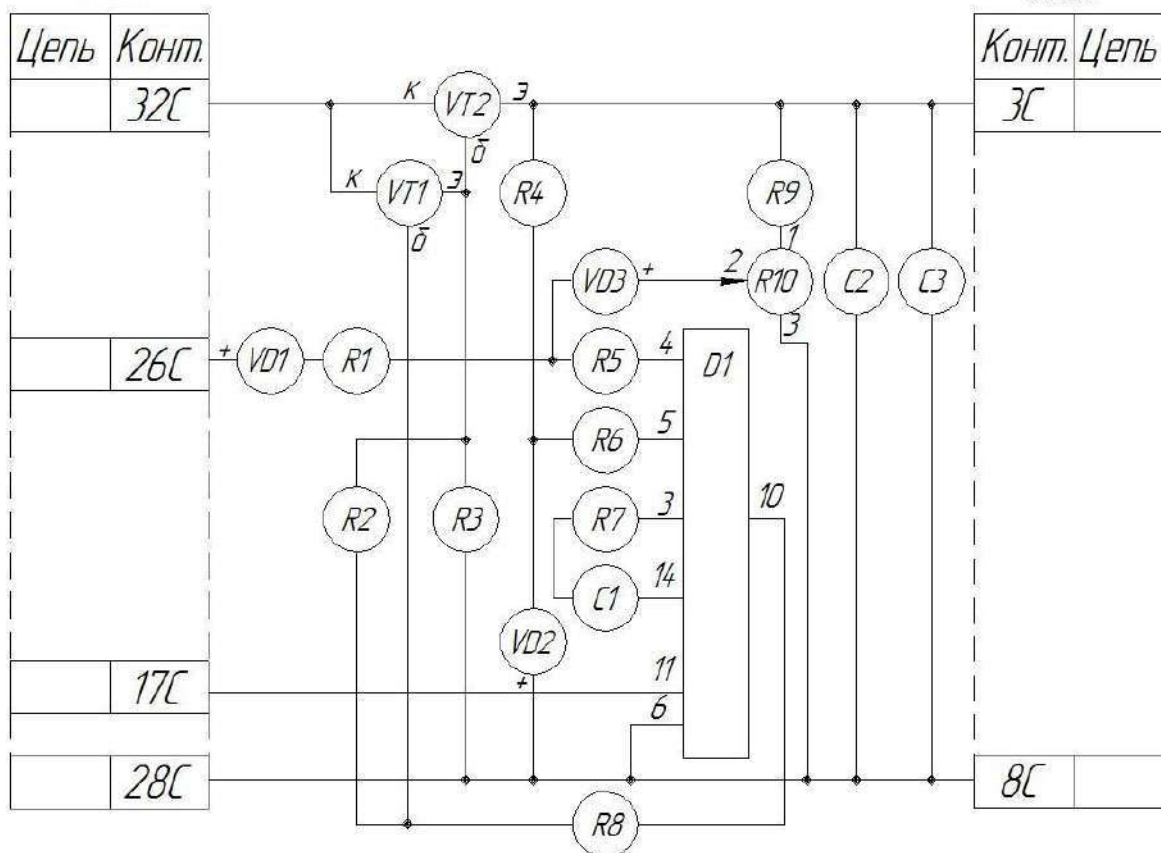 Цепь Конт. Конт. Цепь
32С к VT2 э 3С
б
к VT1 э R4 R9
б 1
VD3 + 2 R10 C2 C3
3
26С + VD1 R1 R5 4 D1
R6 5
R2 R3 R7 3 10
C1 14
VD2
+
17С 11
6
28С 8С
R8